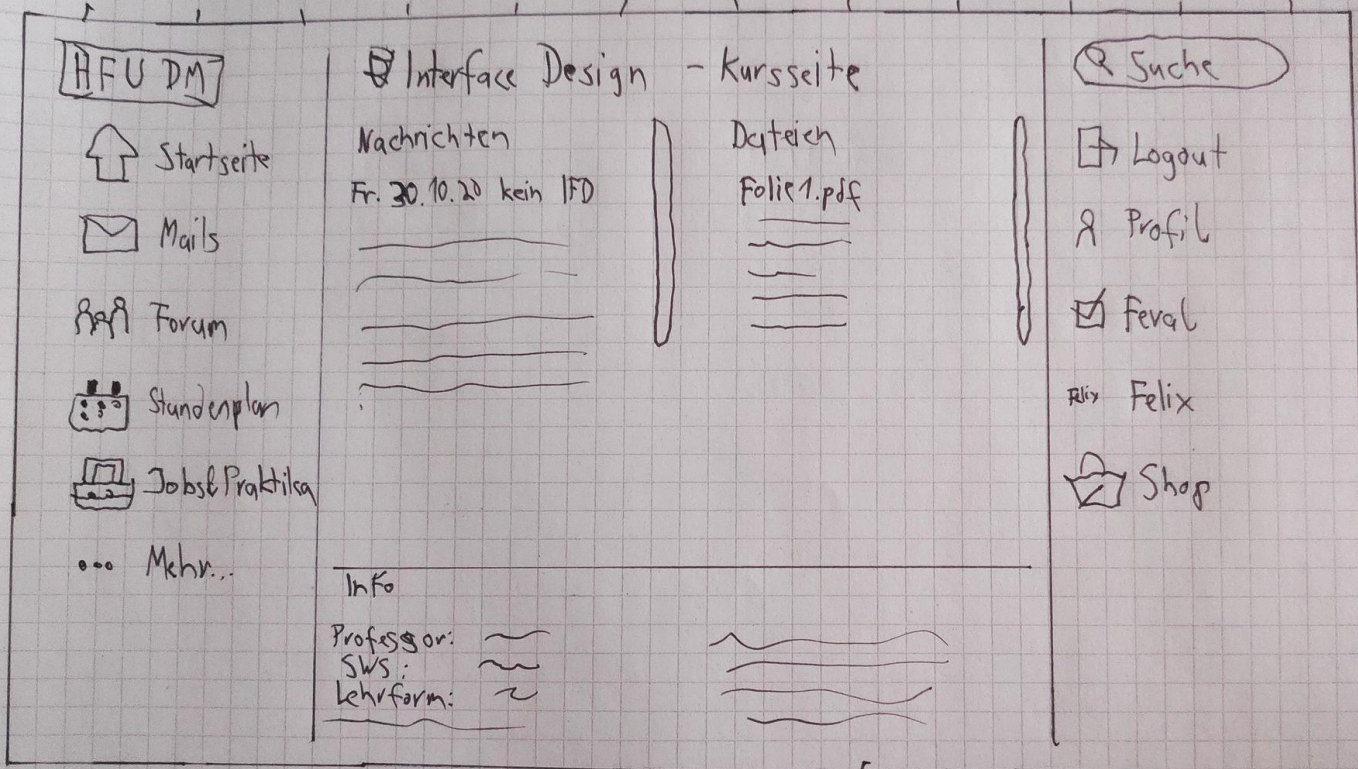 HFU DM
Startseite
Mails
Forum
Stundenplan
Jobs&Praktika
Mehr...
Interface Design - Kursseite
Nachrichten
Fr. 30.10.20 kein IFD
Dateien
Folie1.pdf
Info
Professor:
SWS:
Lehrform:
Suche
Logout
Profil
Feval
Felix Felix
Shop